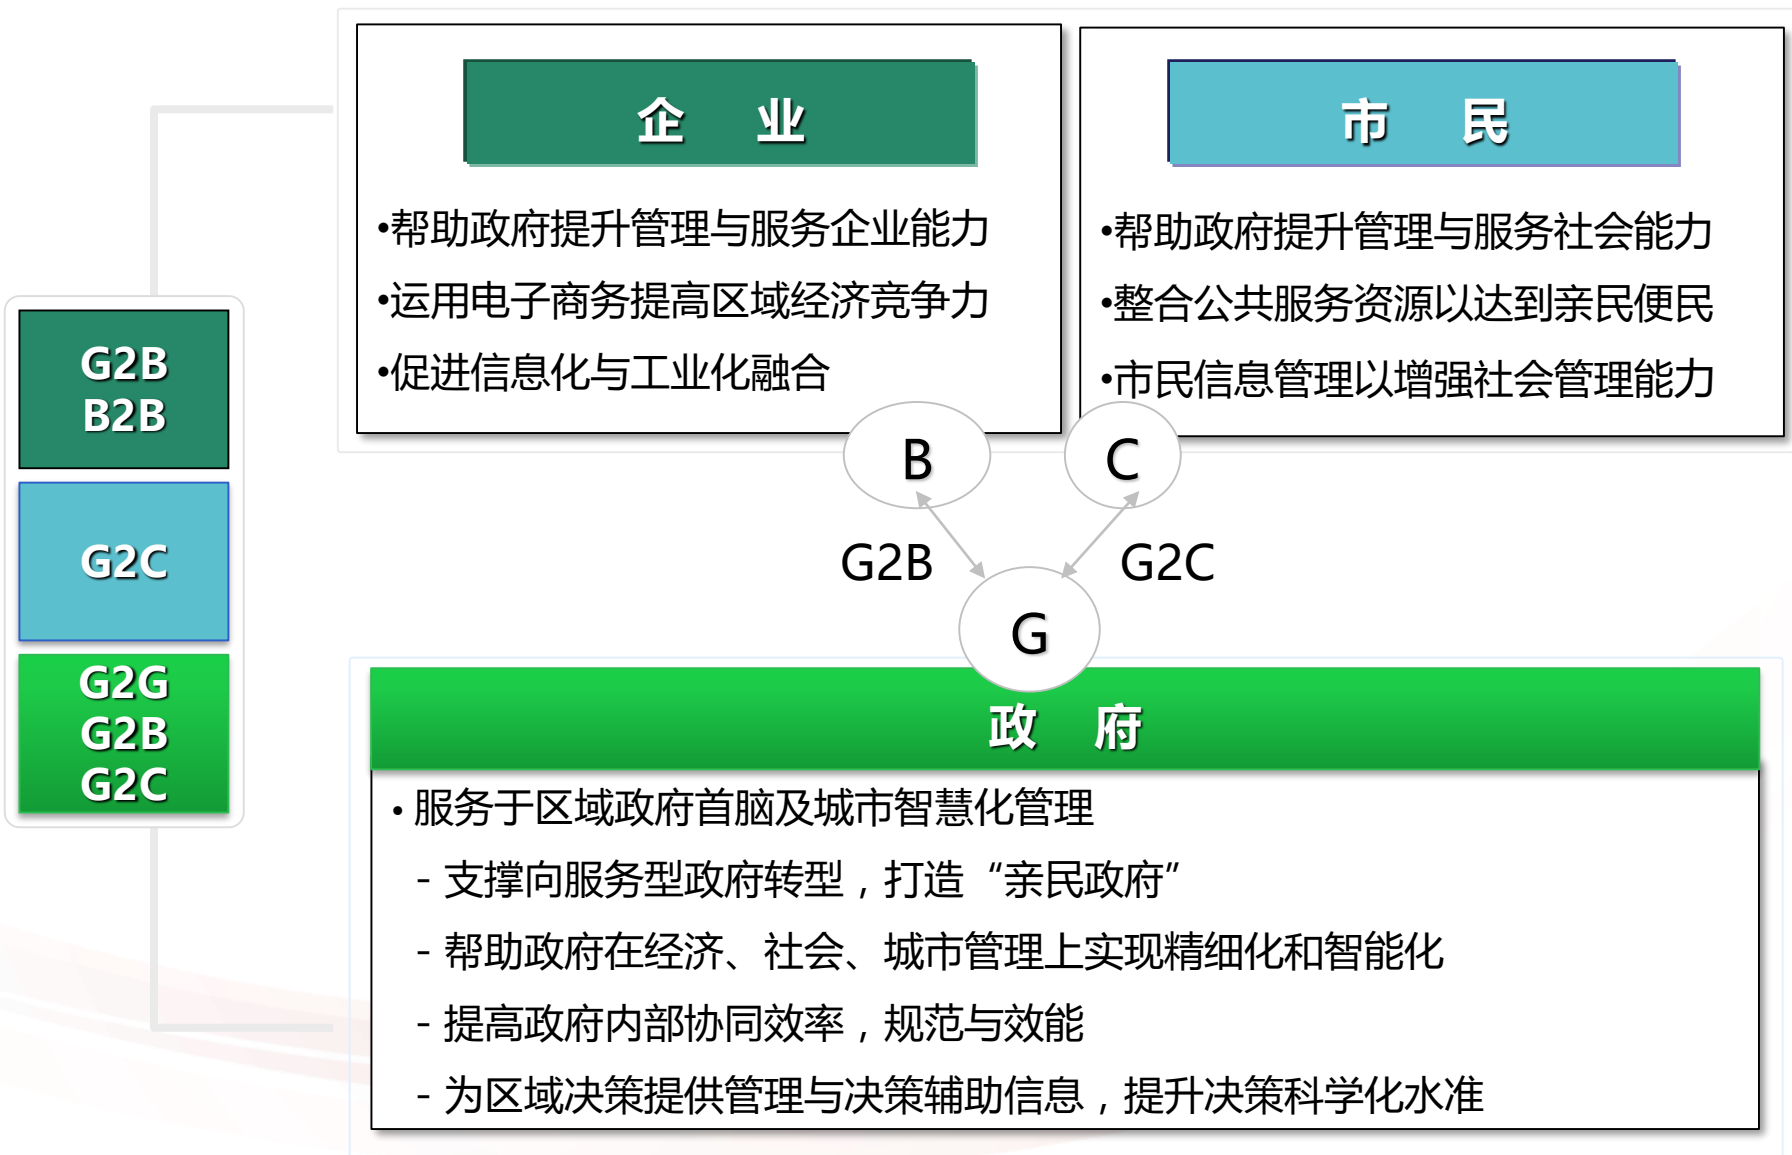 企 业
•帮助政府提升管理与服务企业能力
•运用电子商务提高区域经济竞争力
•促进信息化与工业化融合
市 民
•帮助政府提升管理与服务社会能力
•整合公共服务资源以达到亲民便民
•市民信息管理以增强社会管理能力
G2B
B2B
G2C
G2G
G2B
G2C
B
C
G2B
G2C
G
政 府
• 服务于区域政府首脑及城市智慧化管理
- 支撑向服务型政府转型，打造“亲民政府”
- 帮助政府在经济、社会、城市管理上实现精细化和智能化
- 提高政府内部协同效率，规范与效能
- 为区域决策提供管理与决策辅助信息，提升决策科学化水准